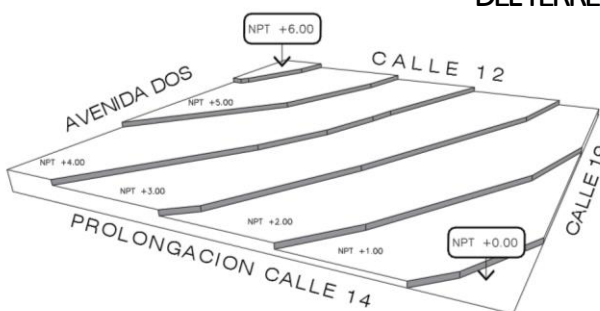 NPT +6.00
CALLE 12
AVENIDA DOS
NPT +5.00
NPT +4.00
NPT +3.00
NPT +2.00
NPT +1.00
NPT +0.00
PROLONGACION CALLE 14